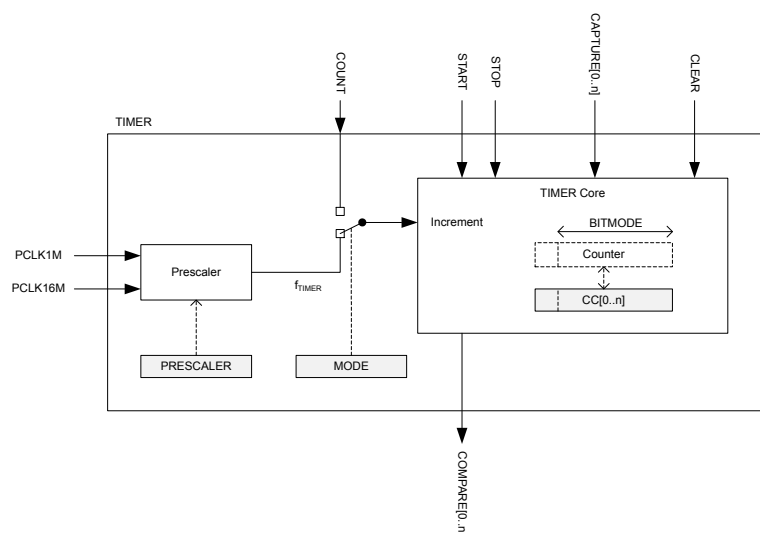 COUNT
START
STOP
CAPTURE[0..n]
CLEAR
TIMER
TIMER Core
Increment
BITMODE
Counter
CC[0..n]
PCLK1M
PCLK16M
Prescaler
fTIMER
PRESCALER
MODE
COMPARE[0..n